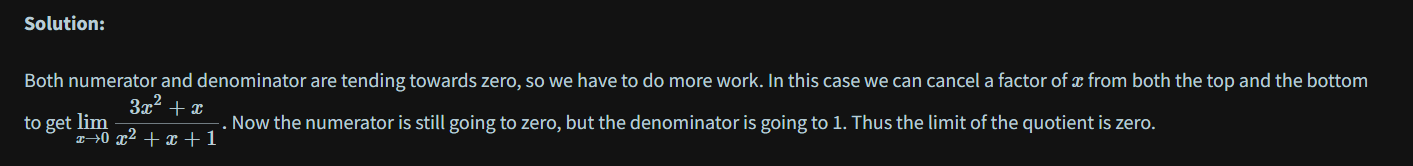 Solution:
Both numerator and denominator are tending towards zero, so we have to do more work. In this case we can cancel a factor of $x$ from both the top and the bottom
to get $\lim_{x \to 0} \frac{3x^2 + x}{x^2 + x + 1}$. Now the numerator is still going to zero, but the denominator is going to 1. Thus the limit of the quotient is zero.